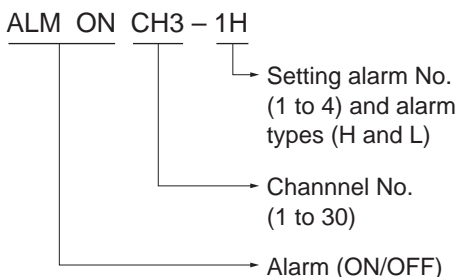 ALM ON CH3 – 1H
Setting alarm No.
(1 to 4) and alarm
types (H and L)
Channnel No.
(1 to 30)
Alarm (ON/OFF)